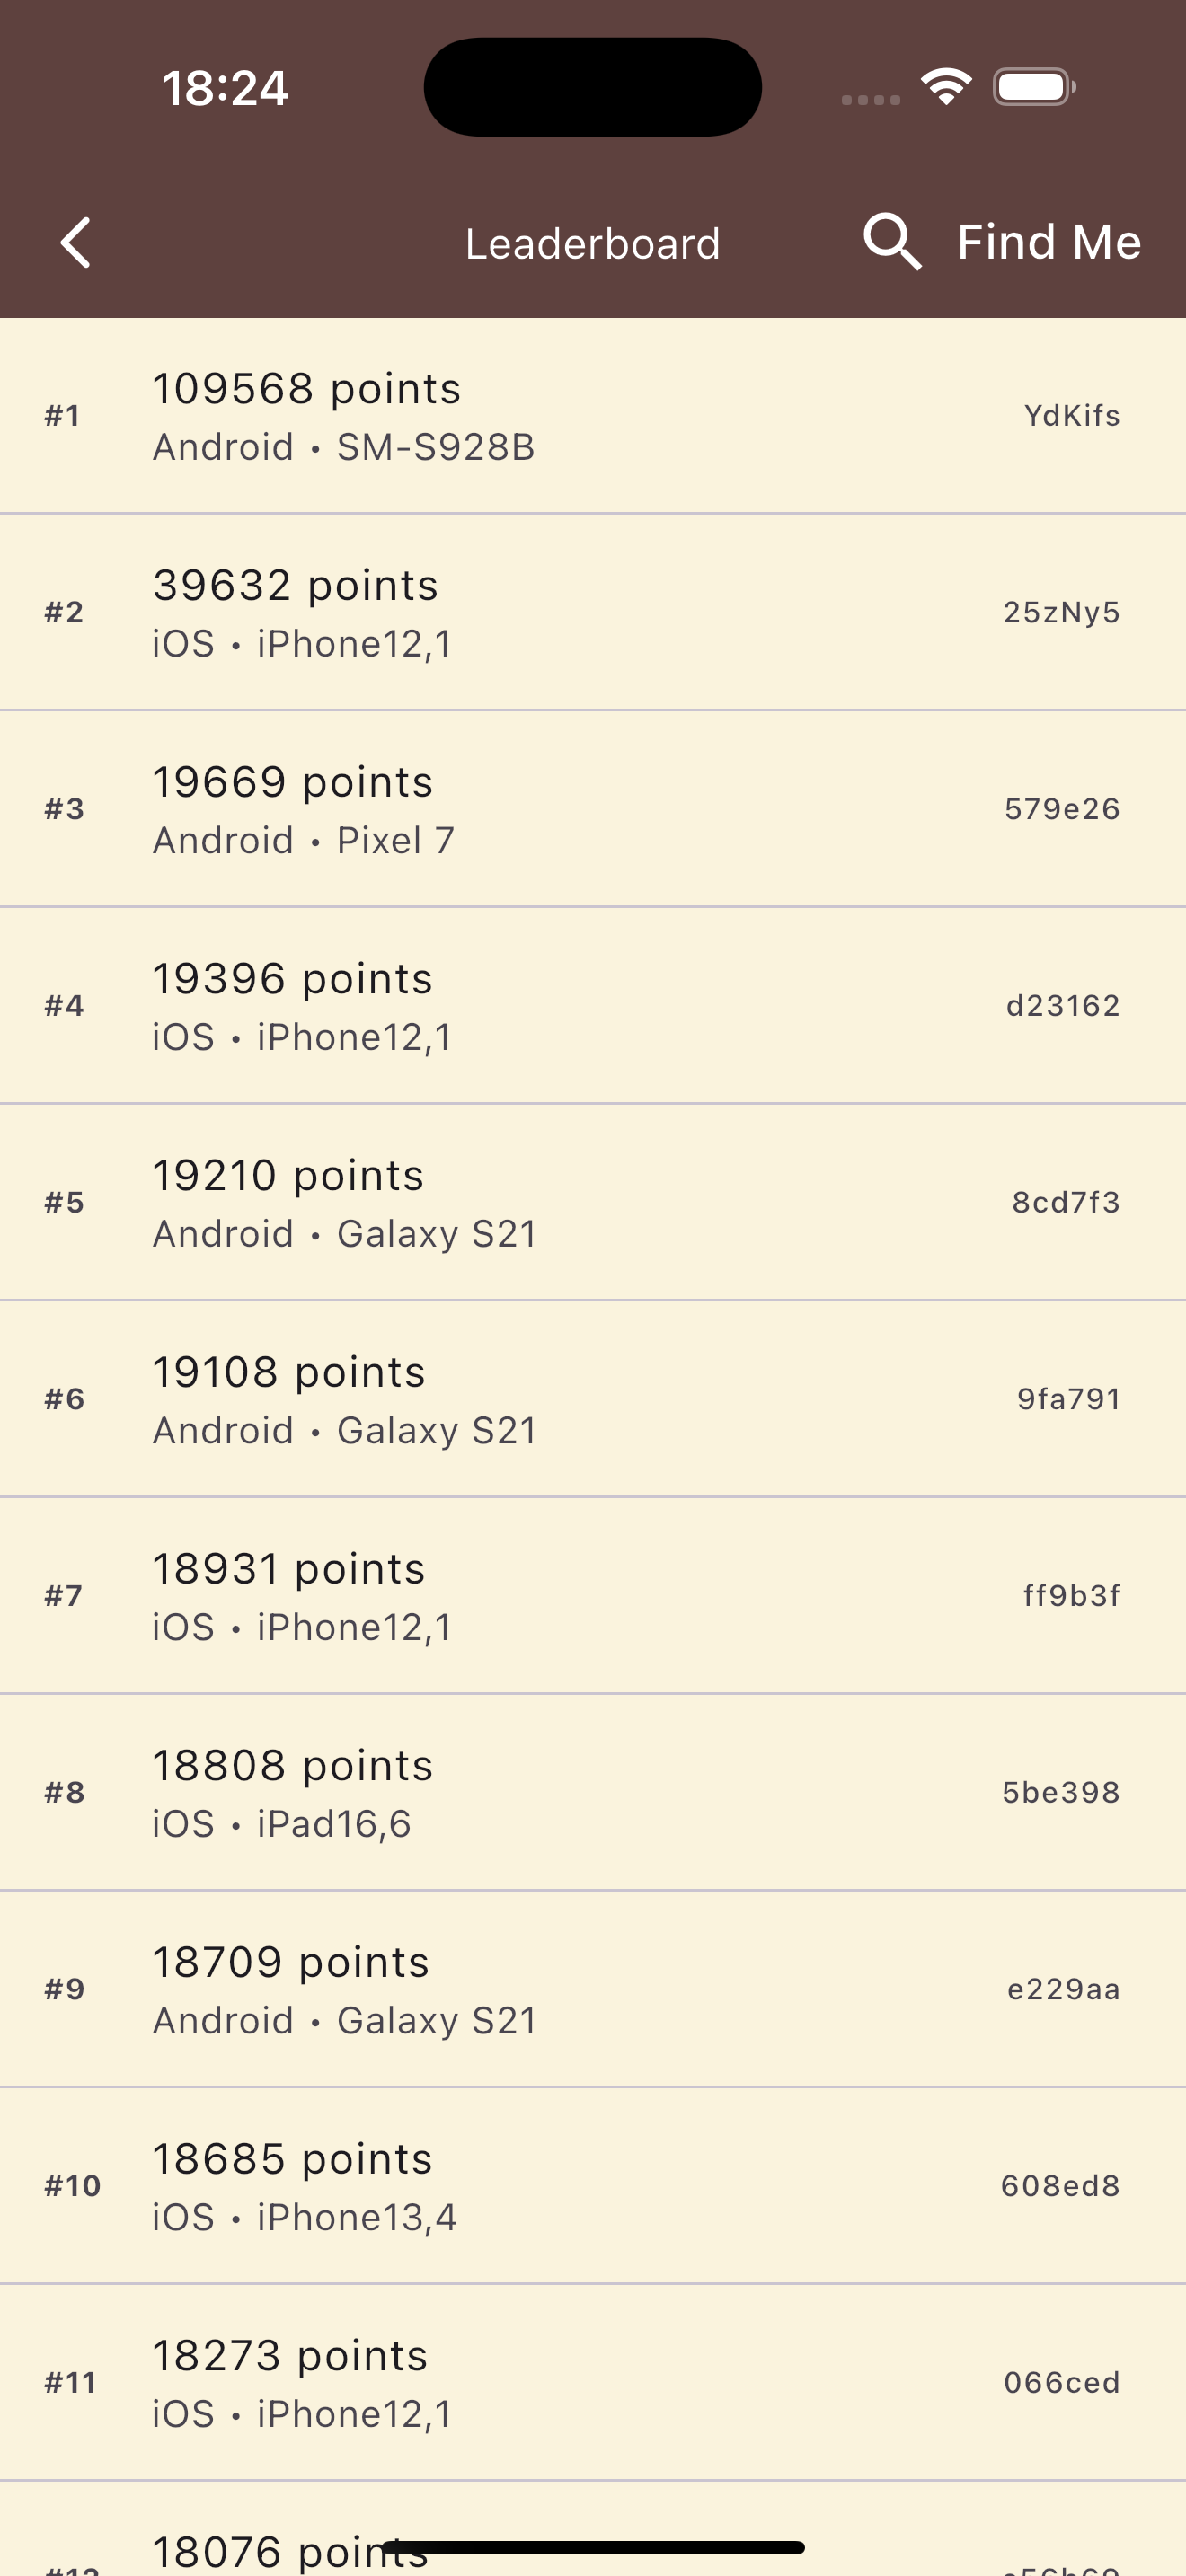 18:24
Leaderboard
Find Me
#1
109568 points
Android • SM-S928B
YdKifs
#2
39632 points
iOS • iPhone12,1
25zNy5
#3
19669 points
Android • Pixel 7
579e26
#4
19396 points
iOS • iPhone12,1
d23162
#5
19210 points
Android • Galaxy S21
8cd7f3
#6
19108 points
Android • Galaxy S21
9fa791
#7
18931 points
iOS • iPhone12,1
ff9b3f
#8
18808 points
iOS • iPad16,6
5be398
#9
18709 points
Android • Galaxy S21
e229aa
#10
18685 points
iOS • iPhone13,4
608ed8
#11
18273 points
iOS • iPhone12,1
066ced
18076 points